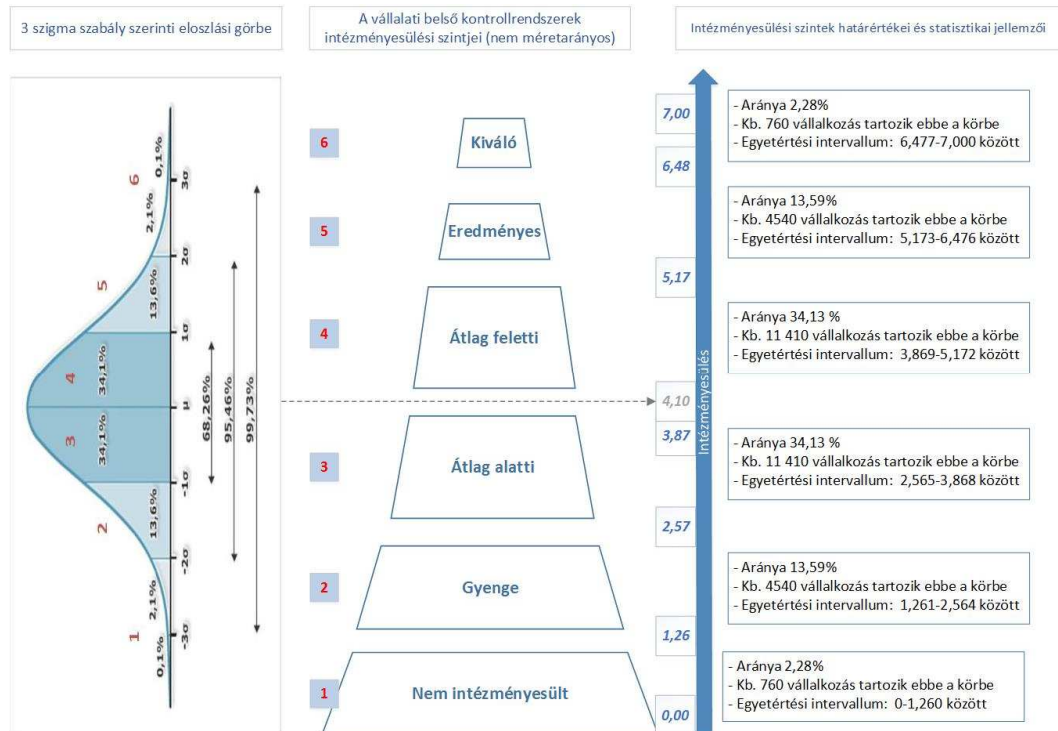 3 szigma szabály szerinti eloszlási görbe
A vállalati belső kontrollrendszerek
intézményesülési szintjei (nem méretarányos)
Intézményesülési szintek határértékei és statisztikai jellemzői
0,1%
6
3σ
2,1%
2σ
5
13,6%
1σ
4
34,1%
μ
3
34,1%
-1σ
2
13,6%
-2σ
2,1%
1
-3σ
0,1%
68,26%
95,46%
99,73%
6
Kiváló
5
Eredményes
4
Átlag feletti
3
Átlag alatti
2
Gyenge
1
Nem intézményesült
7,00
6,48
5,17
4,10
3,87
2,57
1,26
0,00
Intézményesülés
- Aránya 2,28%
- Kb. 760 vállalkozás tartozik ebbe a körbe
- Egyetértési intervallum: 6,477-7,000 között
- Aránya 13,59%
- Kb. 4540 vállalkozás tartozik ebbe a körbe
- Egyetértési intervallum: 5,173-6,476 között
- Aránya 34,13 %
- Kb. 11 410 vállalkozás tartozik ebbe a körbe
- Egyetértési intervallum: 3,869-5,172 között
- Aránya 34,13 %
- Kb. 11 410 vállalkozás tartozik ebbe a körbe
- Egyetértési intervallum: 2,565-3,868 között
- Aránya 13,59%
- Kb. 4540 vállalkozás tartozik ebbe a körbe
- Egyetértési intervallum: 1,261-2,564 között
- Aránya 2,28%
- Kb. 760 vállalkozás tartozik ebbe a körbe
- Egyetértési intervallum: 0-1,260 között